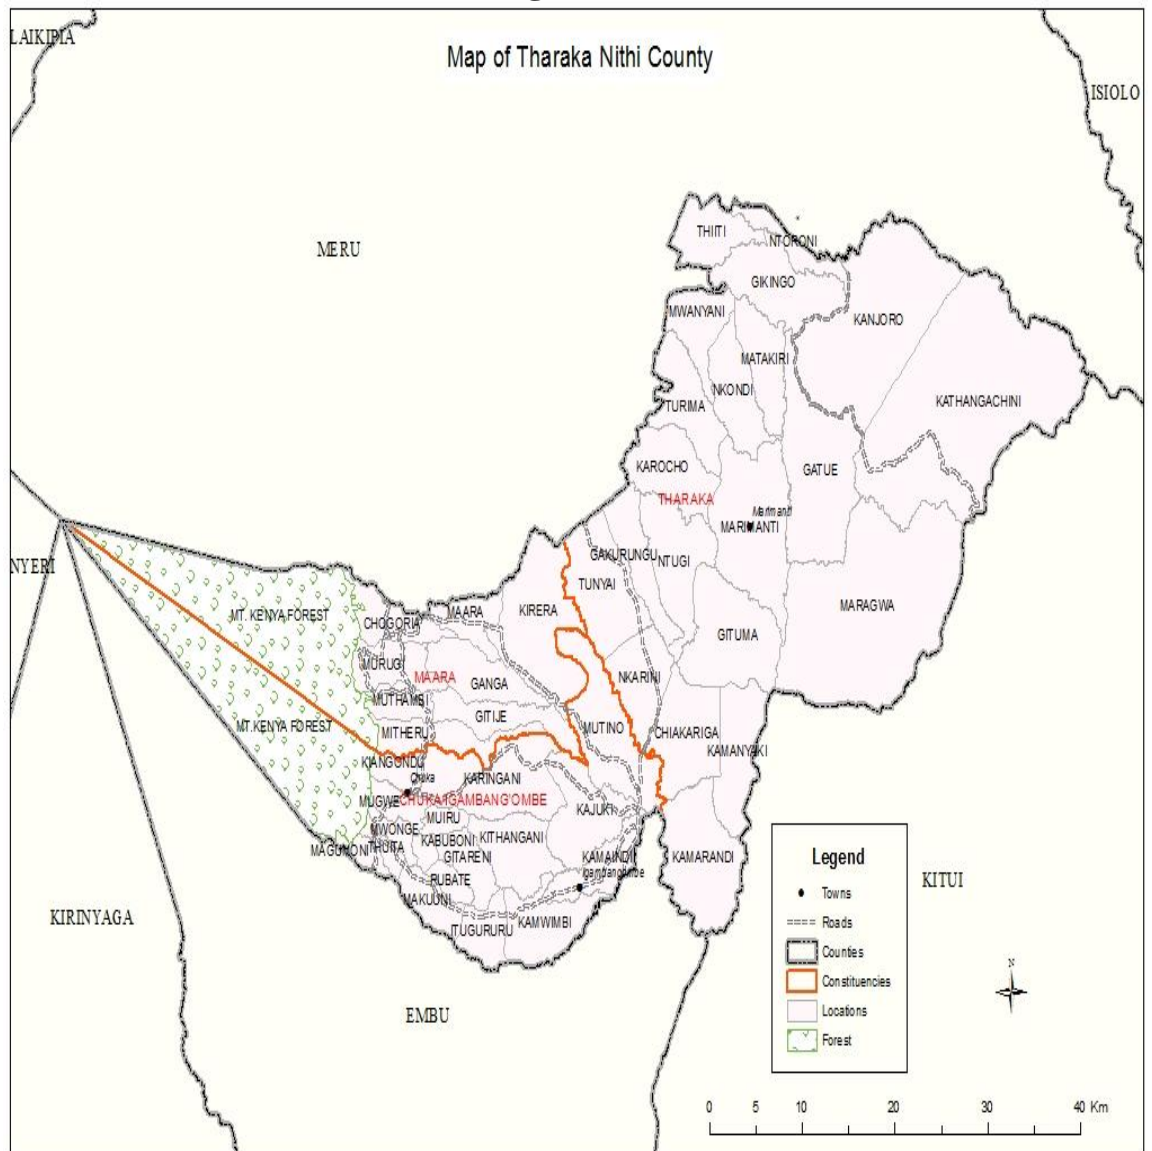 LAIKIPIA
Map of Tharaka Nithi County
ISIOLO
MERU
THIITI
NTORONI
GIKINGO
MWANYANI
KANJORO
MATAKIRI
NKONDI
TURIMA
KATHANGACHINI
KAROCHO
GATUE
THARAKA
Marimanti
MARIMANTI
GAKURUNGU
NTUGI
TUNYAI
NYERI
MT. KENYA FOREST
CHOGORIA
MAARA
KIRERA
MARAGWA
GITUMA
MURUGI
MAARA
GANGA
NKARINI
MUTHAMBI
GITIJE
MT.KENYA FOREST
MITHERU
MUTINO
CHIAKARIGA
KAMANYAKI
KIANGONDU
Chuka
KARINGANI
MUGWE
CHUKA/IGAMBANG'OMBE
KAJUKI
MUIRU
MWONGE
KABUBONI
KITHANGANI
MAGUMONI
THUITA
GITARENI
KAMAINDI
KAMARANDI
Igambang'ombe
RUBATE
MAKUUNI
KAMWIMBI
ITUGURURU
KIRINYAGA
EMBU
KITUI
Legend
Towns
Roads
Counties
Constituencies
Locations
Forest
N
0 5 10 20 30 40 Km